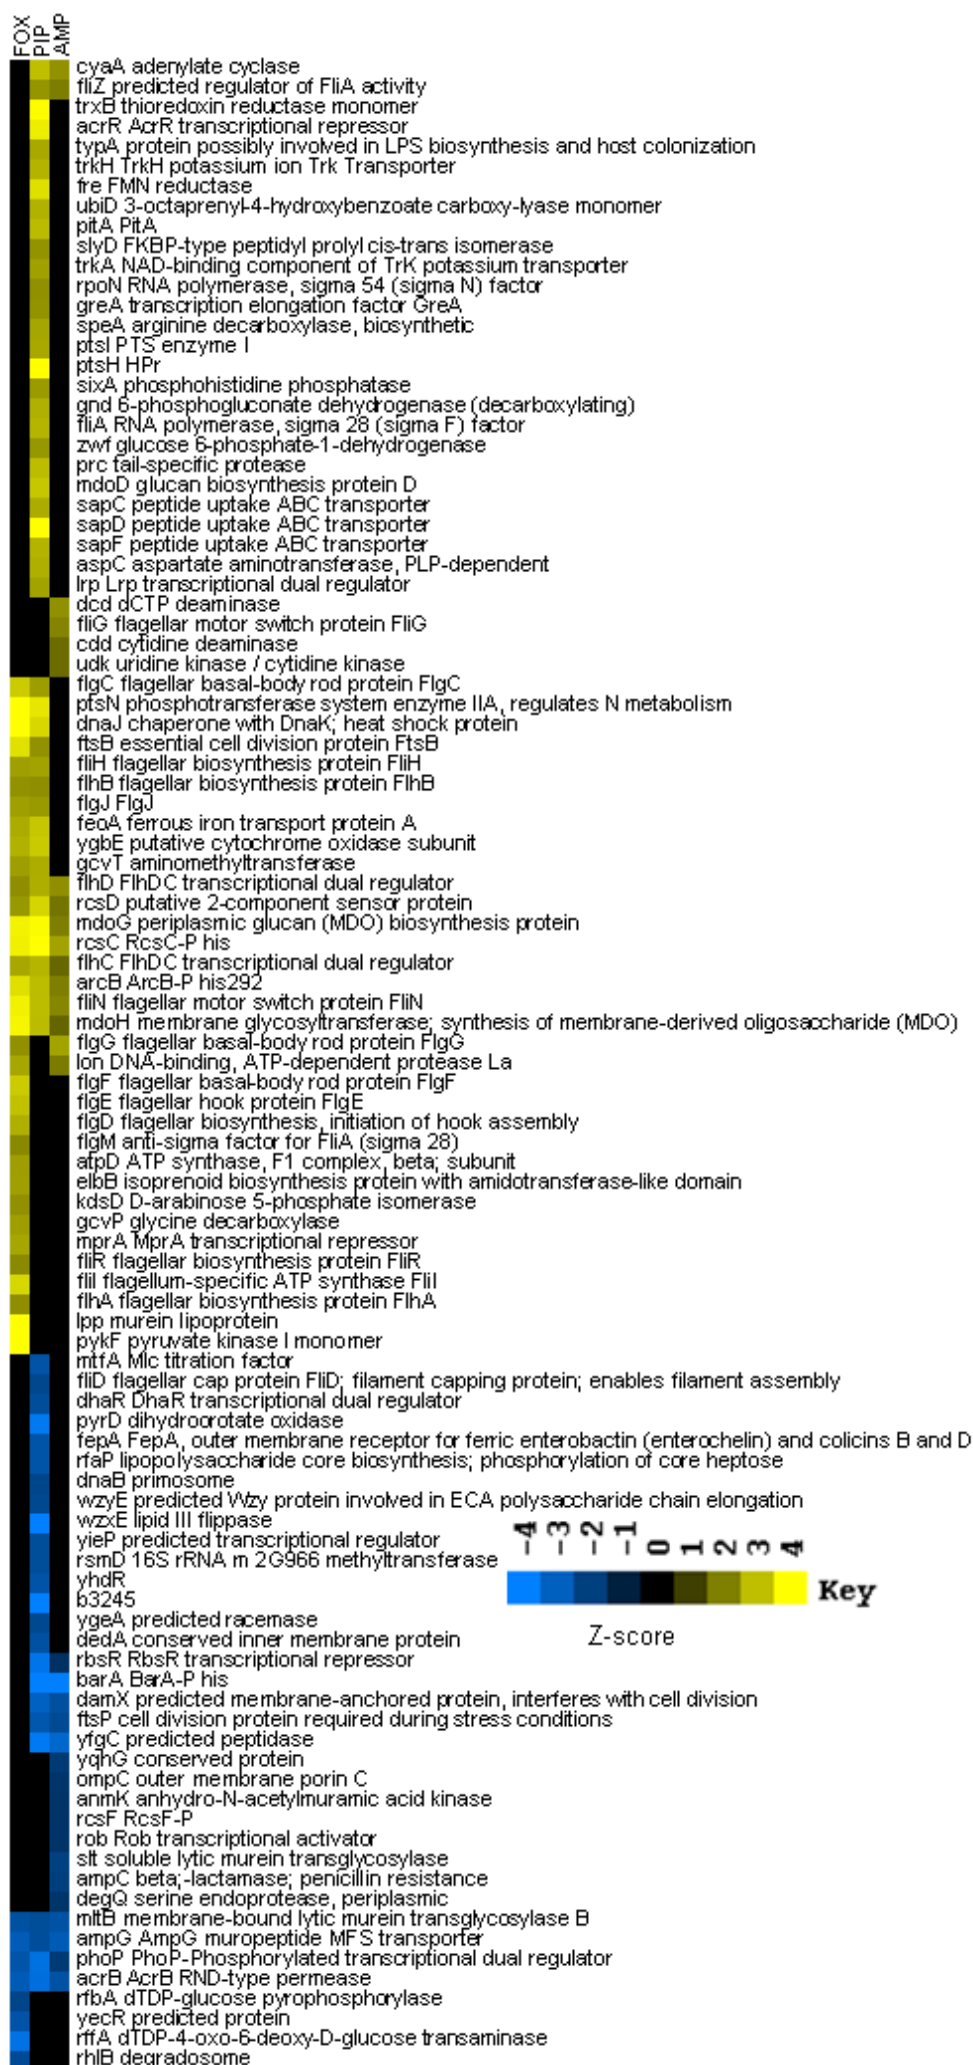 FOX
PIP
AMP
cyaA adenylate cyclase
fliZ predicted regulator of FliA activity
trxB thioredoxin reductase monomer
acrR AcrR transcriptional repressor
typA protein possibly involved in LPS biosynthesis and host colonization
trkH TrkH potassium ion Trk Transporter
fre FMN reductase
ubiD 3-octaprenyl-4-hydroxybenzoate carboxy-lyase monomer
pitA PitA
slyD FKBP-type peptidyl prolyl cis-trans isomerase
trkA NAD-binding component of TrK potassium transporter
rpoN RNA polymerase, sigma 54 (sigma N) factor
greA transcription elongation factor GreA
speA arginine decarboxylase, biosynthetic
ptsI PTS enzyme I
ptsH HPr
sixA phosphohistidine phosphatase
gnd 6-phosphogluconate dehydrogenase (decarboxylating)
fliA RNA polymerase, sigma 28 (sigma F) factor
zwf glucose 6-phosphate-1-dehydrogenase
prc tail-specific protease
mdoD glucan biosynthesis protein D
sapC peptide uptake ABC transporter
sapD peptide uptake ABC transporter
sapF peptide uptake ABC transporter
aspC aspartate aminotransferase, PLP-dependent
lrp Lrp transcriptional dual regulator
dcd dCTP deaminase
fliG flagellar motor switch protein FliG
cdd cytidine deaminase
udk uridine kinase / cytidine kinase
flgC flagellar basal-body rod protein FlgC
ptsN phosphotransferase system enzyme IIA, regulates N metabolism
dnaJ chaperone with DnaK; heat shock protein
ftsB essential cell division protein FtsB
fliH flagellar biosynthesis protein FliH
flhB flagellar biosynthesis protein FlhB
flgJ FlgJ
feoA ferrous iron transport protein A
ygbE putative cytochrome oxidase subunit
gcvT aminomethyltransferase
flhD FlhDC transcriptional dual regulator
rcsD putative 2-component sensor protein
mdoG periplasmic glucan (MDO) biosynthesis protein
rcsC RcsC-P his
flhC FlhDC transcriptional dual regulator
arcB ArcB-P his292
fliN flagellar motor switch protein FliN
mdoH membrane glycosyltransferase; synthesis of membrane-derived oligosaccharide (MDO)
flgG flagellar basal-body rod protein FlgG
lon DNA-binding, ATP-dependent protease La
flgF flagellar basal-body rod protein FlgF
flgE flagellar hook protein FlgE
flgD flagellar biosynthesis, initiation of hook assembly
flgM anti-sigma factor for FliA (sigma 28)
atpD ATP synthase, F1 complex, beta; subunit
elbB isoprenoid biosynthesis protein with amidotransferase-like domain
kdsD D-arabinose 5-phosphate isomerase
gcvP glycine decarboxylase
mprA MprA transcriptional repressor
fliR flagellar biosynthesis protein FliR
fliI flagellum-specific ATP synthase FliI
flhA flagellar biosynthesis protein FlhA
lpp murein lipoprotein
pykF pyruvate kinase I monomer
mtfA Mlc titration factor
fliD flagellar cap protein FliD; filament capping protein; enables filament assembly
dhaR DhaR transcriptional dual regulator
pyrD dihydroorotate oxidase
fepA FepA, outer membrane receptor for ferric enterobactin (enterochelin) and colicins B and D
rfaP lipopolysaccharide core biosynthesis; phosphorylation of core heptose
dnaB primosome
wzyE predicted Wzy protein involved in ECA polysaccharide chain elongation
wzxE lipid III flippase
yieP predicted transcriptional regulator
rsmD 16S rRNA m 2G966 methyltransferase
yhdR
b3245
ygeA predicted racemase
dedA conserved inner membrane protein
rbsR RbsR transcriptional repressor
barA BarA-P his
damX predicted membrane-anchored protein, interferes with cell division
ftsP cell division protein required during stress conditions
yfgC predicted peptidase
yqhG conserved protein
ompC outer membrane porin C
anmK anhydro-N-acetylmuramic acid kinase
rcsF RcsF-P
rob Rob transcriptional activator
slt soluble lytic murein transglycosylase
ampC beta;-lactamase; penicillin resistance
degQ serine endoprotease, periplasmic
mltB membrane-bound lytic murein transglycosylase B
ampG AmpG muropeptide MFS transporter
phoP PhoP-Phosphorylated transcriptional dual regulator
acrB AcrB RND-type permease
rfbA dTDP-glucose pyrophosphorylase
yecR predicted protein
rffA dTDP-4-oxo-6-deoxy-D-glucose transaminase
rhlB degradosome
-4 -3 -2 -1 0 1 2 3 4
Key
Z-score